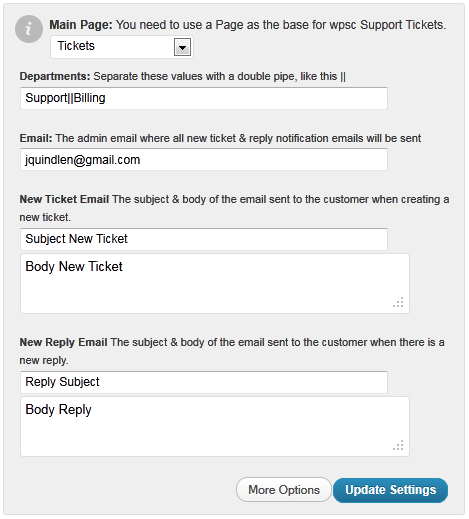 Main Page: You need to use a Page as the base for wpsc Support Tickets.
Tickets
Departments: Separate these values with a double pipe, like this ||
Support||Billing
Email: The admin email where all new ticket & reply notification emails will be sent
jquindlen@gmail.com
New Ticket Email The subject & body of the email sent to the customer when creating a
new ticket.
Subject New Ticket
Body New Ticket
New Reply Email The subject & body of the email sent to the customer when there is a
new reply.
Reply Subject
Body Reply
More Options
Update Settings